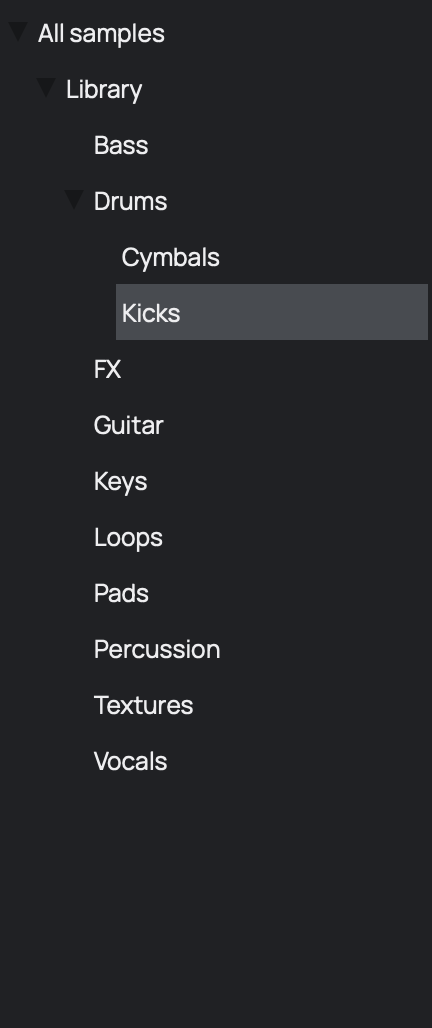 All samples
Library
Bass
Drums
Cymbals
Kicks
FX
Guitar
Keys
Loops
Pads
Percussion
Textures
Vocals